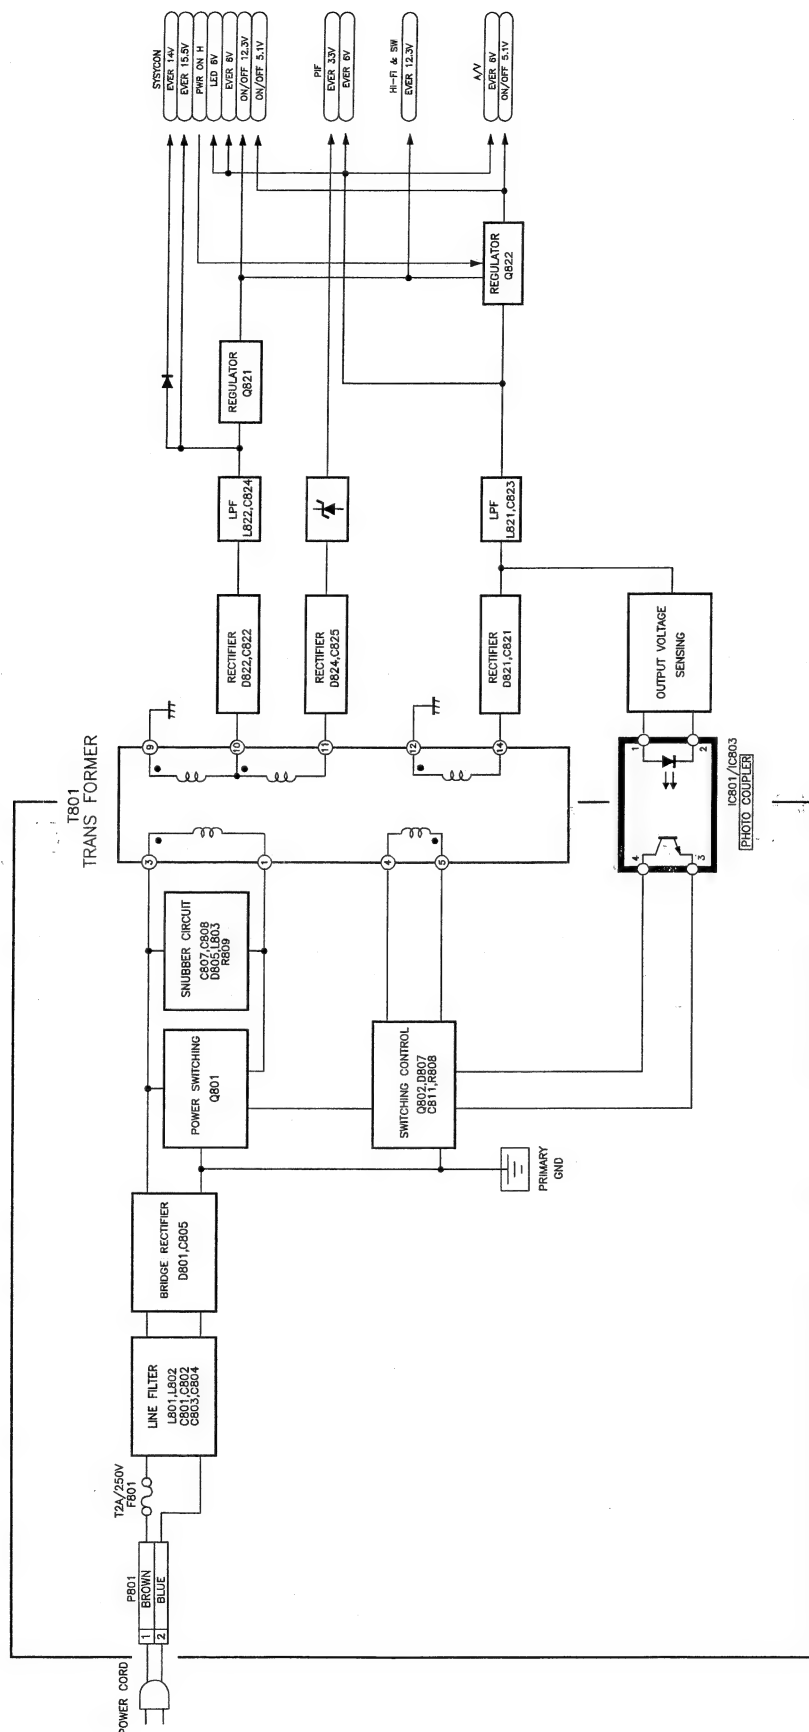 POWER CORD
P801
1 BROWN
2 BLUE
T2A/250V
F801
LINE FILTER
L801,L802
C801,C802
C803,C804
BRIDGE RECTIFIER
D801,C805
POWER SWITCHING
Q801
SNUBBER CIRCUIT
C807,C808
D805,L803
R809
SWITCHING CONTROL
Q802,D807
C811,R808
PRIMARY
GND
T801
TRANS FORMER
3
1
4
5
9
10
11
12
14
RECTIFIER
D822,C822
RECTIFIER
D824,C825
RECTIFIER
D821,C821
OUTPUT VOLTAGE
SENSING
4
3
1
2
IC801/IC803
PHOTO COUPLER
LPF
L822,C824
LPF
L821,C823
REGULATOR
Q821
REGULATOR
Q822
SYSYCON
EVER 14V
EVER 15.5V
PWR ON H
LED 6V
EVER 6V
ON/OFF 12.3V
ON/OFF 5.1V
PIF
EVER 33V
EVER 6V
HI-FI & SW
EVER 12.3V
A/V
EVER 6V
ON/OFF 5.1V